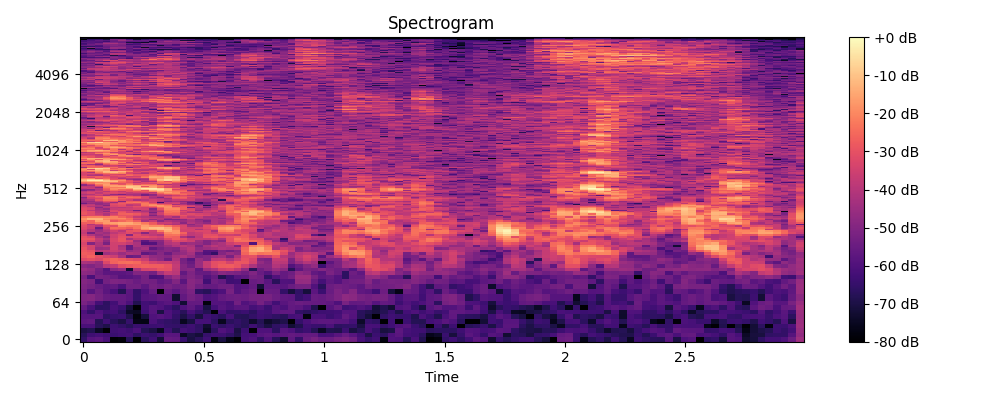 Spectrogram
Hz
4096
2048
1024
512
256
128
64
0
0 0.5 1 1.5 2 2.5
Time
+0 dB
-10 dB
-20 dB
-30 dB
-40 dB
-50 dB
-60 dB
-70 dB
-80 dB